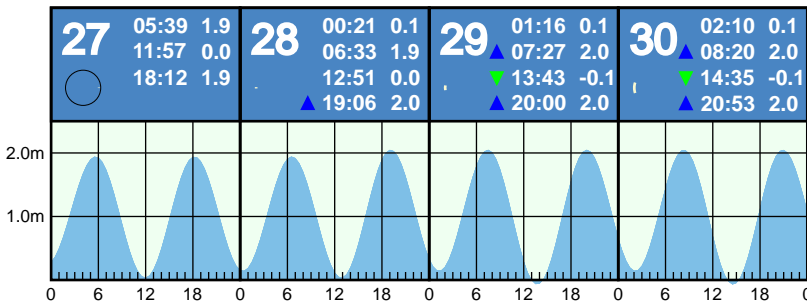 27 05:39 1.9
11:57 0.0
18:12 1.9
28 00:21 0.1
06:33 1.9
12:51 0.0
▲ 19:06 2.0
29 01:16 0.1
▲ 07:27 2.0
▼ 13:43 -0.1
▲ 20:00 2.0
30 02:10 0.1
▲ 08:20 2.0
▼ 14:35 -0.1
▲ 20:53 2.0
2.0m
1.0m
0 6 12 18 0 6 12 18 0 6 12 18 0 6 12 18 0